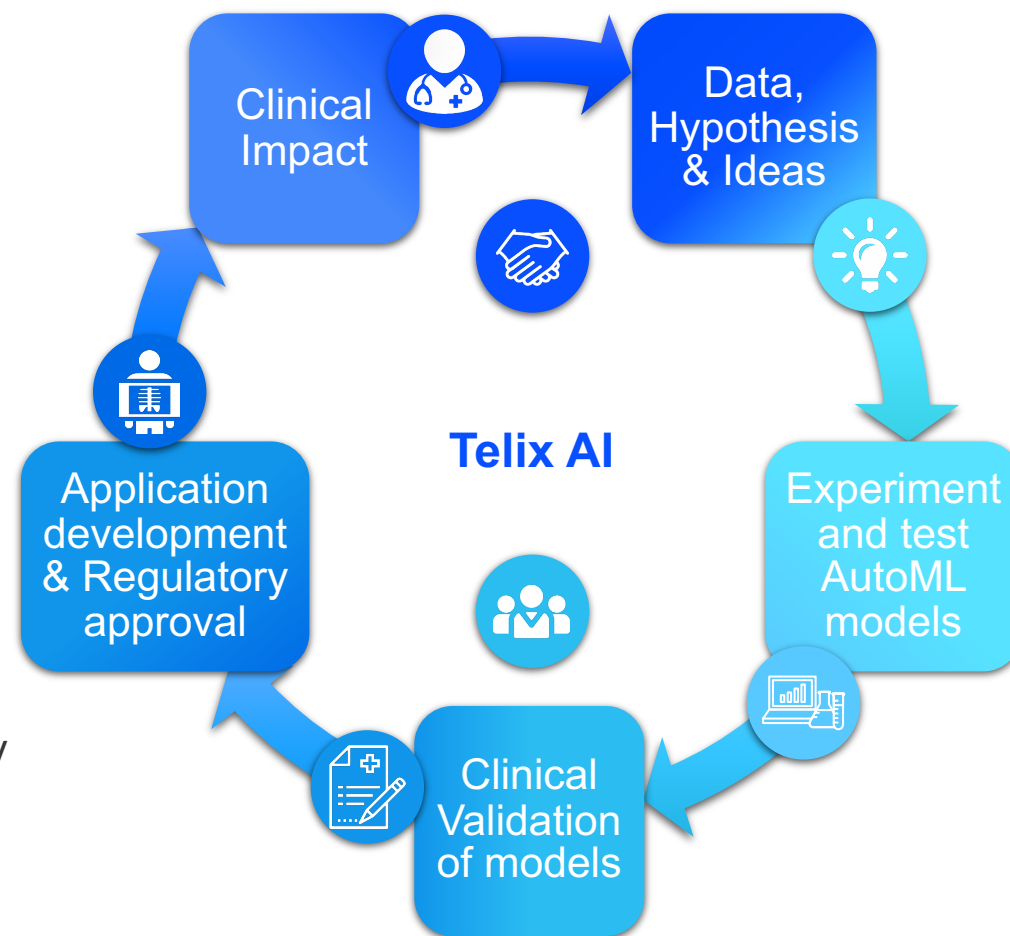 Clinical
Impact
Data,
Hypothesis
& Ideas
Telix AI
Application
development
& Regulatory
approval
Experiment
and test
AutoML
models
y
Clinical
Validation
of models